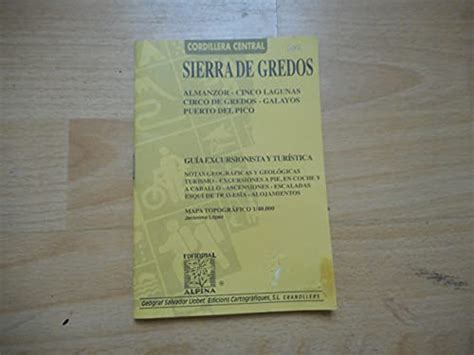 CORDILLERA CENTRAL
SIERRA DE GREDOS
ALMANZOR - CINCO LAGUNAS
CIRCO DE GREDOS - GALAYOS
PUERTO DEL PICO
GUÍA EXCURSIONISTA Y TURÍSTICA
NOTAS GEOGRÁFICAS Y GEOLÓGICAS
TURISMO - EXCURSIONES A PIE, EN COCHE Y
A CABALLO - ASCENSIONES - ESCALADAS
ESQUÍ DE TRAVESÍA - ALOJAMIENTOS
MAPA TOPOGRÁFICO 1/40.000
Jerónimo López
EDITORIAL
ALPINA ®
Geògraf Salvador Llobet Edicions Cartogràfiques, S.L. GRANOLLERS